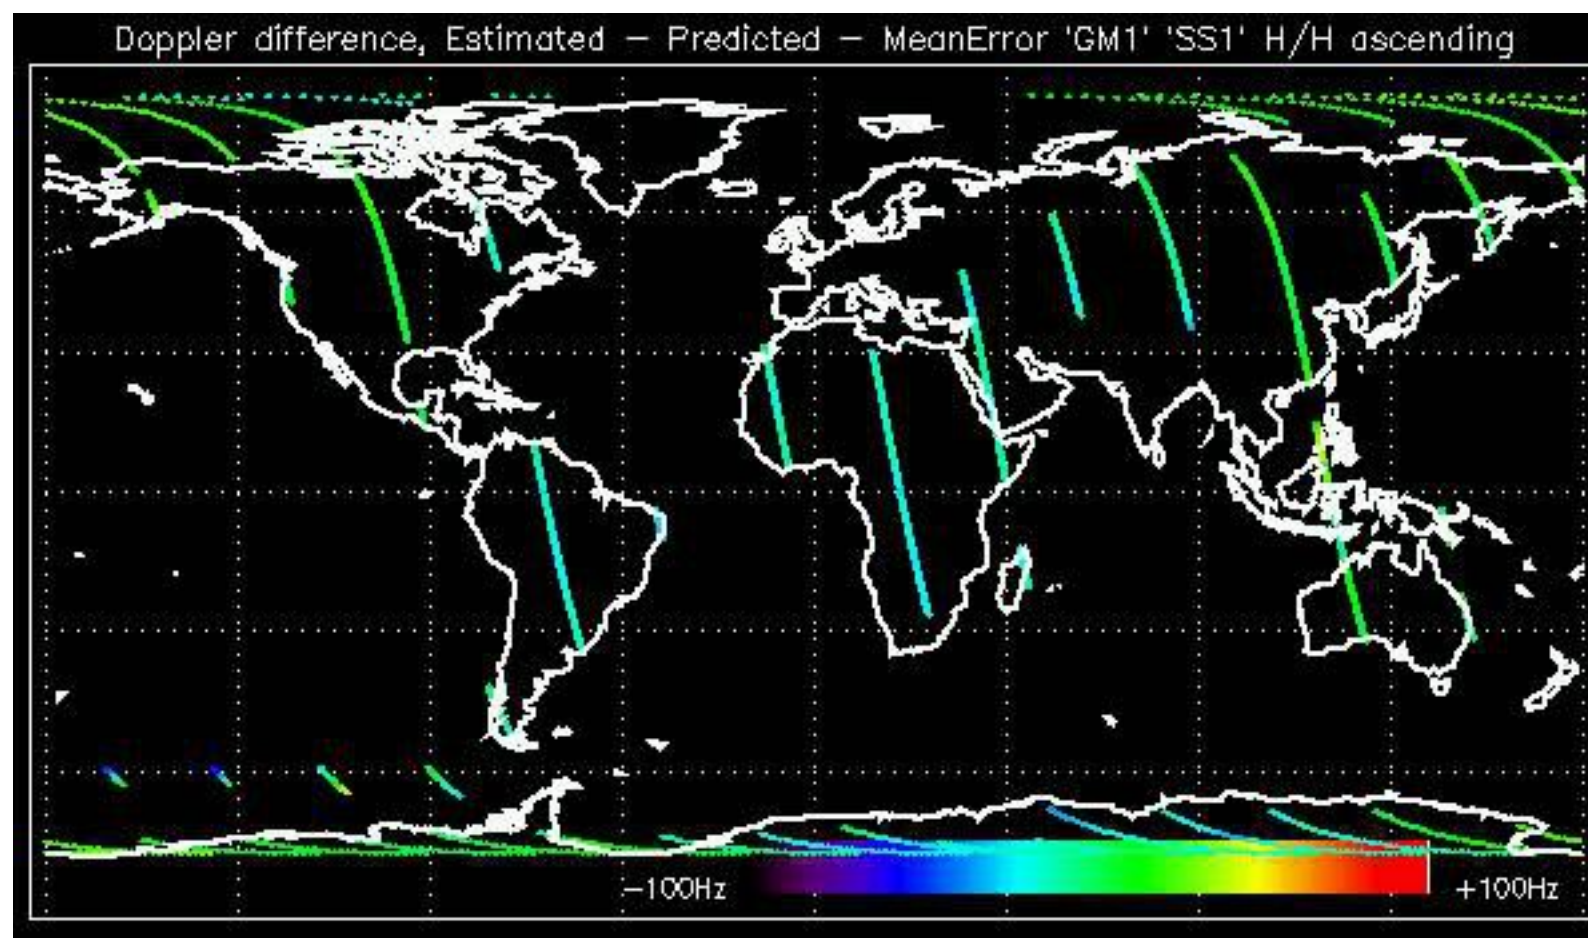 Doppler difference, Estimated – Predicted – MeanError 'GM1' 'SS1' H/H ascending
-100Hz
+100Hz